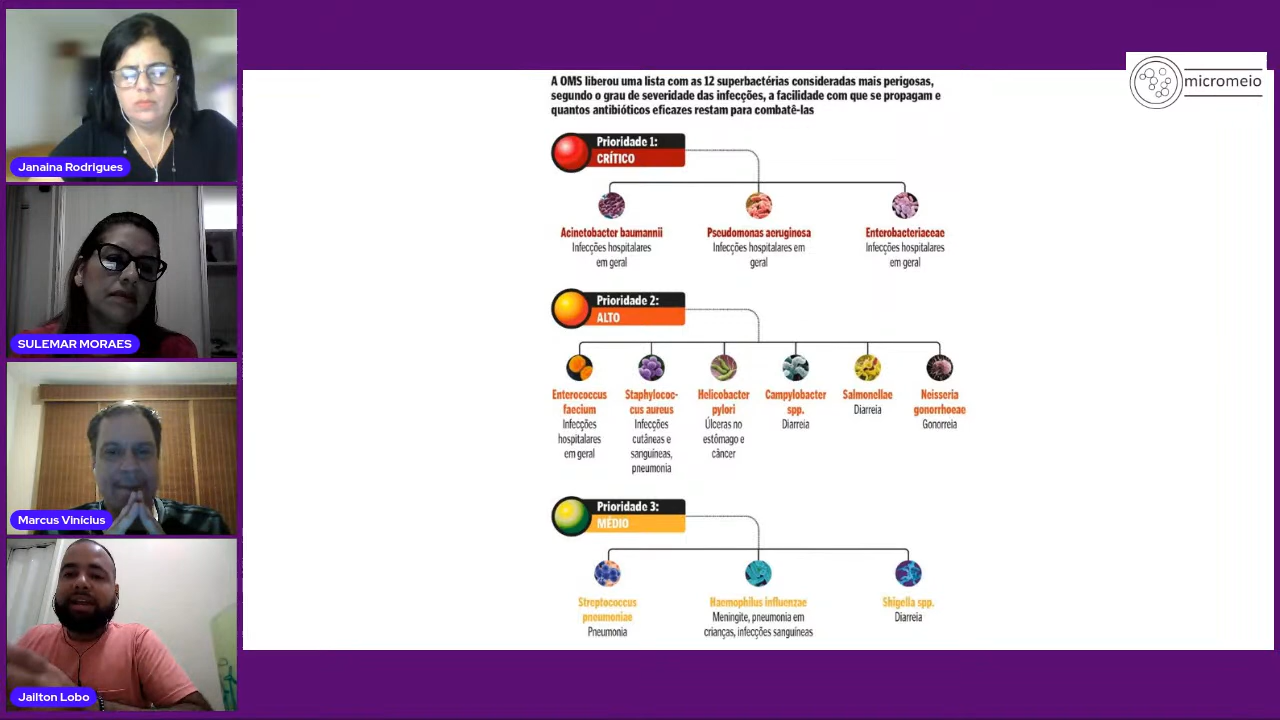 Janaina Rodrigues
SULEMAR MORAES
Marcus Vinícius
Jailton Lobo
micromeio
A OMS liberou uma lista com as 12 superbactérias consideradas mais perigosas,
segundo o grau de severidade das infecções, a facilidade com que se propagam e
quantos antibióticos eficazes restam para combatê-las
Prioridade 1:
CRÍTICO
Acinetobacter baumannii
Infecções hospitalares
em geral
Pseudomonas aeruginosa
Infecções hospitalares em
geral
Enterobacteriaceae
Infecções hospitalares
em geral
Prioridade 2:
ALTO
Enterococcus
faecium
Infecções
hospitalares
em geral
Staphylococ-
cus aureus
Infecções
cutâneas e
sanguíneas,
pneumonia
Helicobacter
pylori
Úlceras no
estômago e
câncer
Campylobacter
spp.
Diarreia
Salmonellae
Diarreia
Neisseria
gonorrhoeae
Gonorreia
Prioridade 3:
MÉDIO
Streptococcus
pneumoniae
Pneumonia
Haemophilus influenzae
Meningite, pneumonia em
crianças, infecções sanguíneas
Shigella spp.
Diarreia